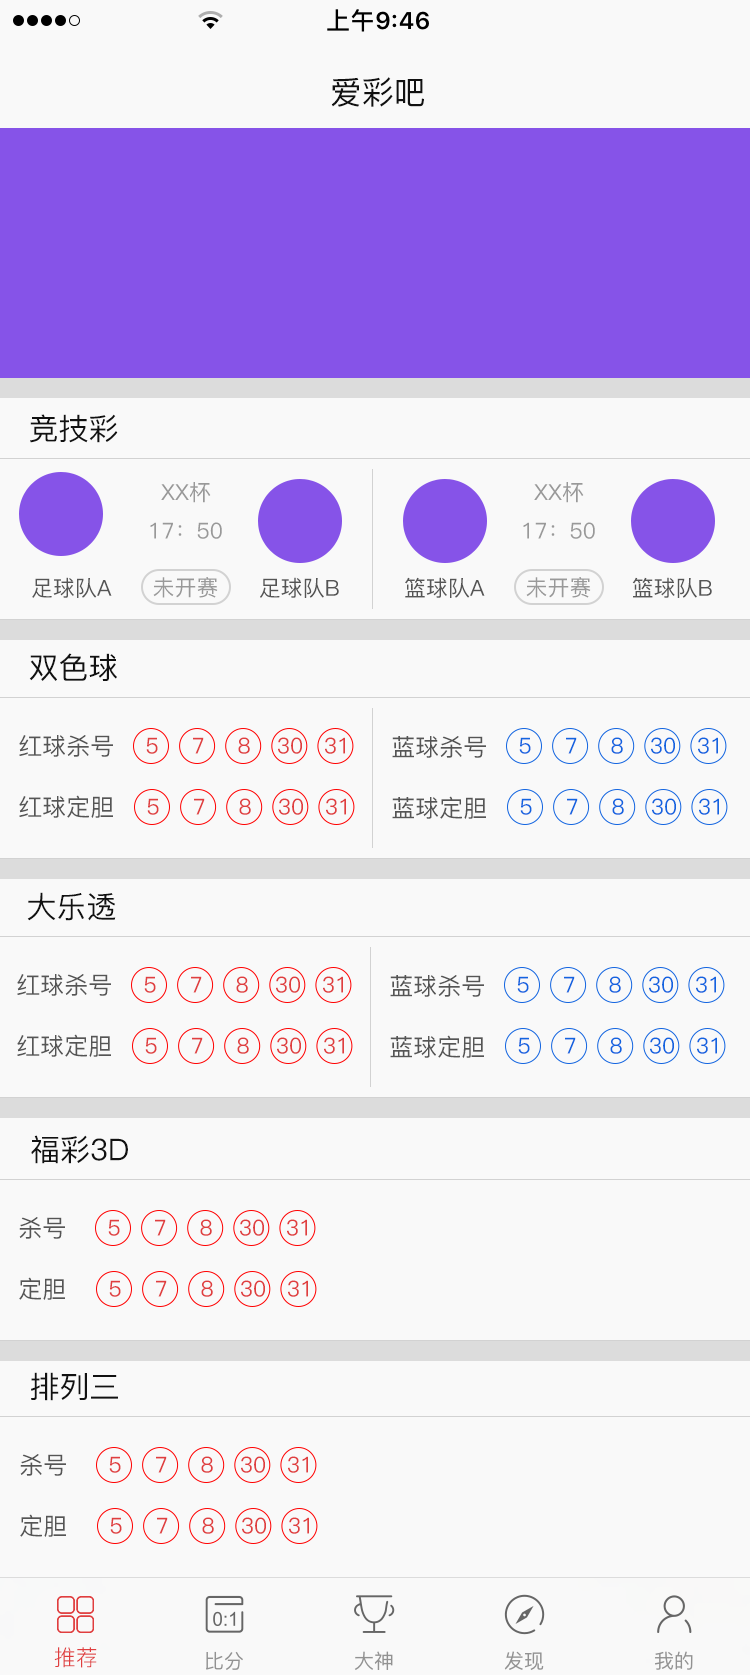 上午9:46
爱彩吧
竞技彩
XX杯 XX杯
17：50 17：50
足球队A 未开赛 足球队B 篮球队A 未开赛 篮球队B
双色球
红球杀号 5 7 8 30 31 蓝球杀号 5 7 8 30 31
红球定胆 5 7 8 30 31 蓝球定胆 5 7 8 30 31
大乐透
红球杀号 5 7 8 30 31 蓝球杀号 5 7 8 30 31
红球定胆 5 7 8 30 31 蓝球定胆 5 7 8 30 31
福彩3D
杀号 5 7 8 30 31
定胆 5 7 8 30 31
排列三
杀号 5 7 8 30 31
定胆 5 7 8 30 31
0:1
推荐 比分 大神 发现 我的